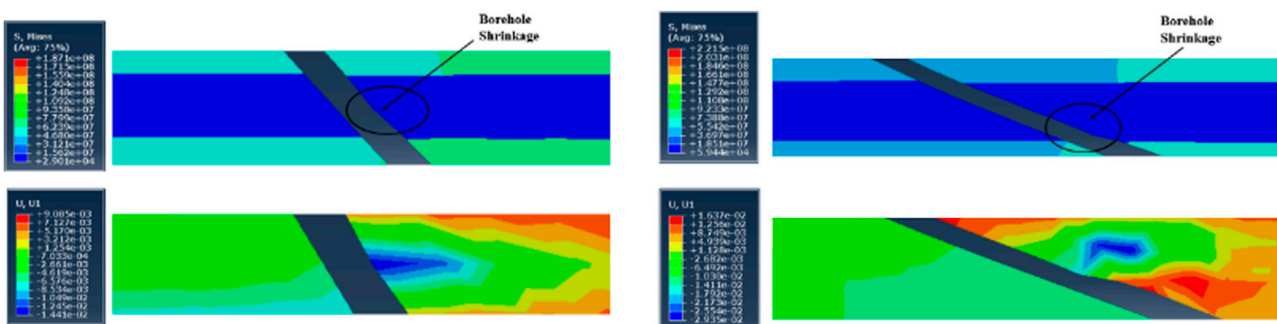 S, Mises
(Avg: 75%)
+1.871e+08
+1.715e+08
+1.559e+08
+1.404e+08
+1.248e+08
+1.092e+08
+9.358e+07
+7.799e+07
+6.239e+07
+4.680e+07
+3.121e+07
+1.562e+07
+2.901e+04
Borehole
Shrinkage
S, Mises
(Avg: 75%)
+2.215e+08
+2.031e+08
+1.846e+08
+1.661e+08
+1.477e+08
+1.292e+08
+1.108e+08
+9.233e+07
+7.388e+07
+5.542e+07
+3.697e+07
+1.851e+07
+5.944e+04
Borehole
Shrinkage
U, U1
+9.085e-03
+7.127e-03
+5.170e-03
+3.212e-03
+1.254e-03
-7.033e-04
-2.661e-03
-4.619e-03
-6.576e-03
-8.534e-03
-1.049e-02
-1.245e-02
-1.441e-02
U, U1
+1.637e-02
+1.256e-02
+8.749e-03
+4.939e-03
+1.128e-03
-2.682e-03
-6.492e-03
-1.030e-02
-1.411e-02
-1.792e-02
-2.173e-02
-2.554e-02
-2.935e-02